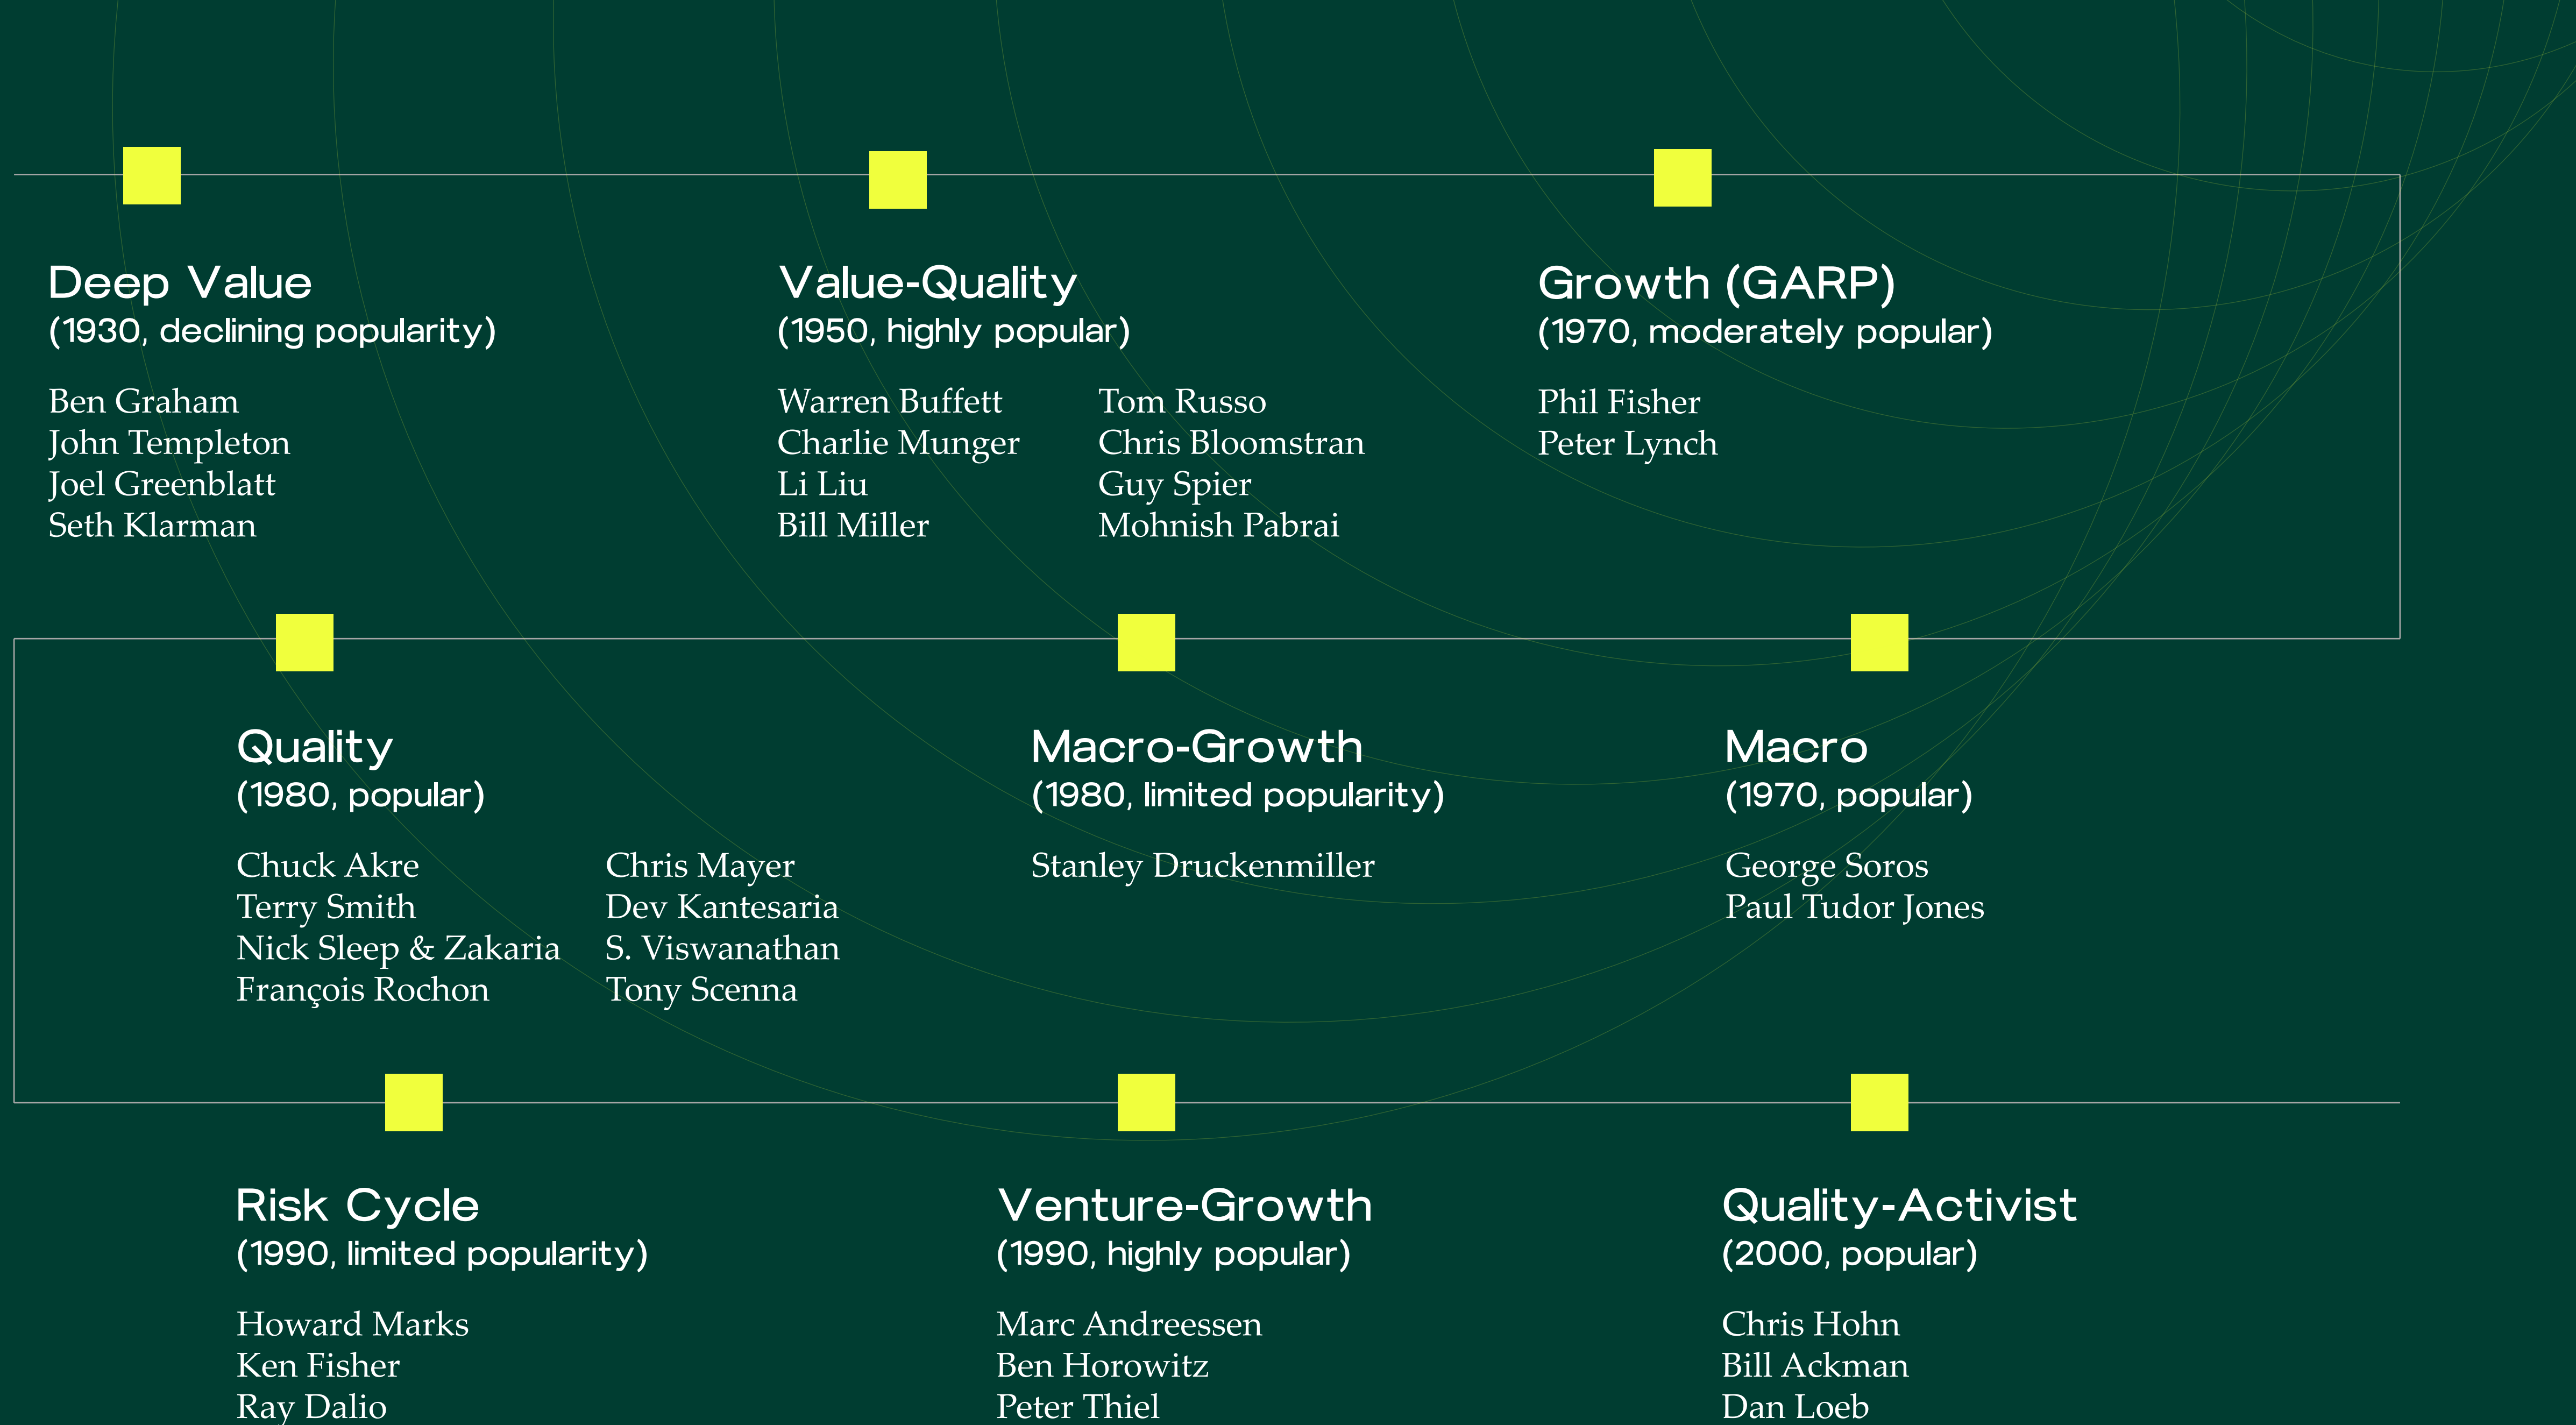 Deep Value
(1930, declining popularity)
Ben Graham
John Templeton
Joel Greenblatt
Seth Klarman
Value-Quality
(1950, highly popular)
Warren Buffett
Charlie Munger
Li Liu
Bill Miller
Tom Russo
Chris Bloomstran
Guy Spier
Mohnish Pabrai
Growth (GARP)
(1970, moderately popular)
Phil Fisher
Peter Lynch
Quality
(1980, popular)
Chuck Akre
Terry Smith
Nick Sleep & Zakaria
François Rochon
Chris Mayer
Dev Kantesaria
S. Viswanathan
Tony Scenna
Macro-Growth
(1980, limited popularity)
Stanley Druckenmiller
Macro
(1970, popular)
George Soros
Paul Tudor Jones
Risk Cycle
(1990, limited popularity)
Howard Marks
Ken Fisher
Ray Dalio
Venture-Growth
(1990, highly popular)
Marc Andreessen
Ben Horowitz
Peter Thiel
Quality-Activist
(2000, popular)
Chris Hohn
Bill Ackman
Dan Loeb